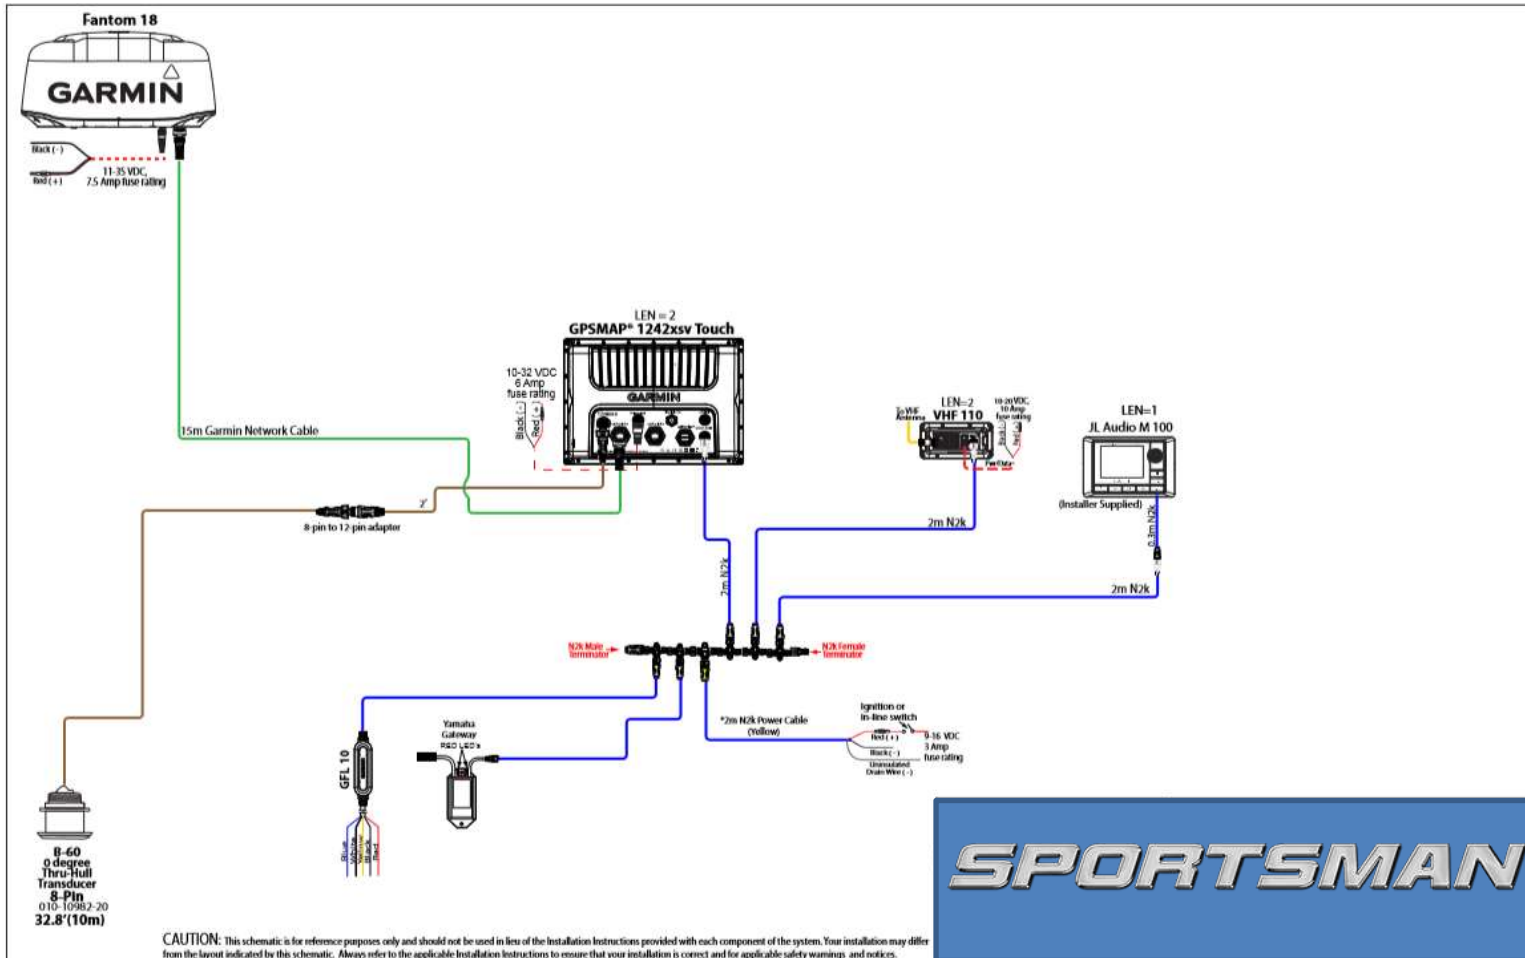 Fantom 18
GARMIN
Black ( - )
Red ( + )
11-35 VDC,
7.5 Amp fuse rating
15m Garmin Network Cable
LEN = 2
GPSMAP® 1242xsv Touch
10-32 VDC
6 Amp
fuse rating
Black ( - )
Red ( + )
GARMIN
8-pin to 12-pin adapter
2'
2m N2k
To VHF
Antenna
LEN=2
VHF 110
10-20 VDC,
10 Amp
fuse rating
Black ( - )
Red ( + )
2m N2k
LEN=1
JL Audio M 100
(Installer Supplied)
0.3m N2k
2m N2k
N2k Male
Terminator
N2k Female
Terminator
GFL 10
Blue
White
Yellow
Black
Red
Yamaha
Gateway
RED LED's
*2m N2k Power Cable
(Yellow)
Ignition or
in-line switch
Red ( + )
Black ( - )
Uninsulated
Drain Wire ( - )
9-16 VDC
3 Amp
fuse rating
B-60
0 degree
Thru-Hull
Transducer
8-Pin
010-10982-20
32.8'(10m)
SPORTSMAN
CAUTION: This schematic is for reference purposes only and should not be used in lieu of the Installation Instructions provided with each component of the system. Your installation may differ
from the layout indicated by this schematic. Always refer to the applicable Installation Instructions to ensure that your installation is correct and for applicable safety warnings and notices.